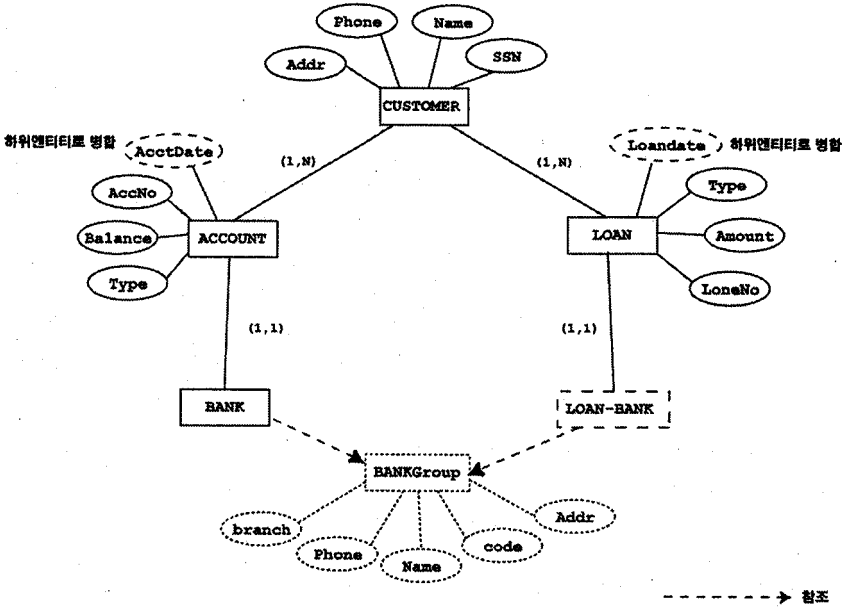 Phone
Name
Addr
SSN
CUSTOMER
하위엔티티로 병합
AcctDate
Loandate
하위엔티티로 병합
(1,N)
(1,N)
AccNo
Type
Balance
ACCOUNT
LOAN
Amount
Type
LoneNo
(1,1)
(1,1)
BANK
LOAN-BANK
BANKGroup
branch
Addr
Phone
code
Name
참조